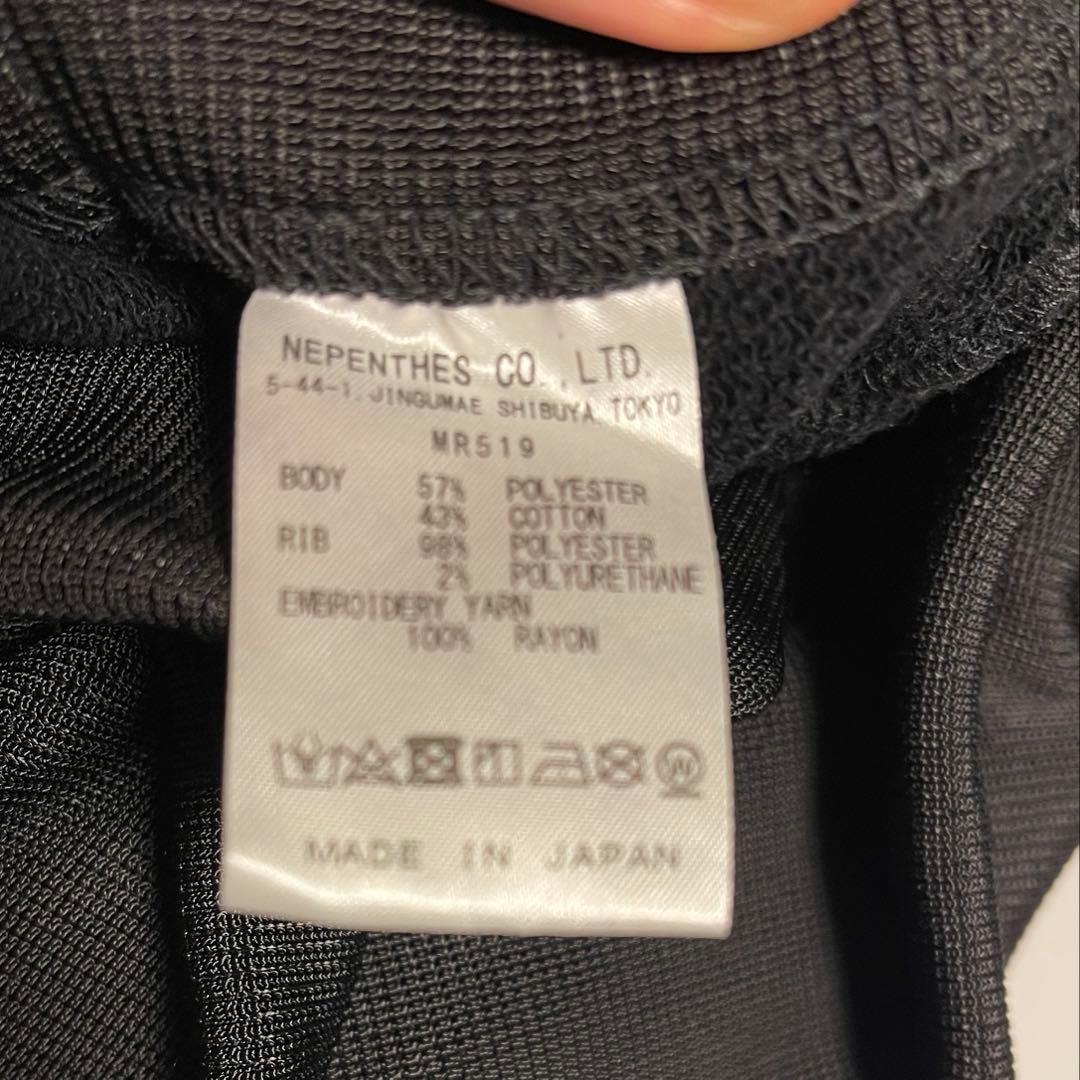 NEPENTHES CO.,LTD.
5-44-1,JINGUMAE SHIBUYA TOKYO
MR519
BODY 57% POLYESTER
43% COTTON
RIB 98% POLYESTER
2% POLYURETHANE
EMBROIDERY YARN
100% RAYON
W
MADE IN JAPAN